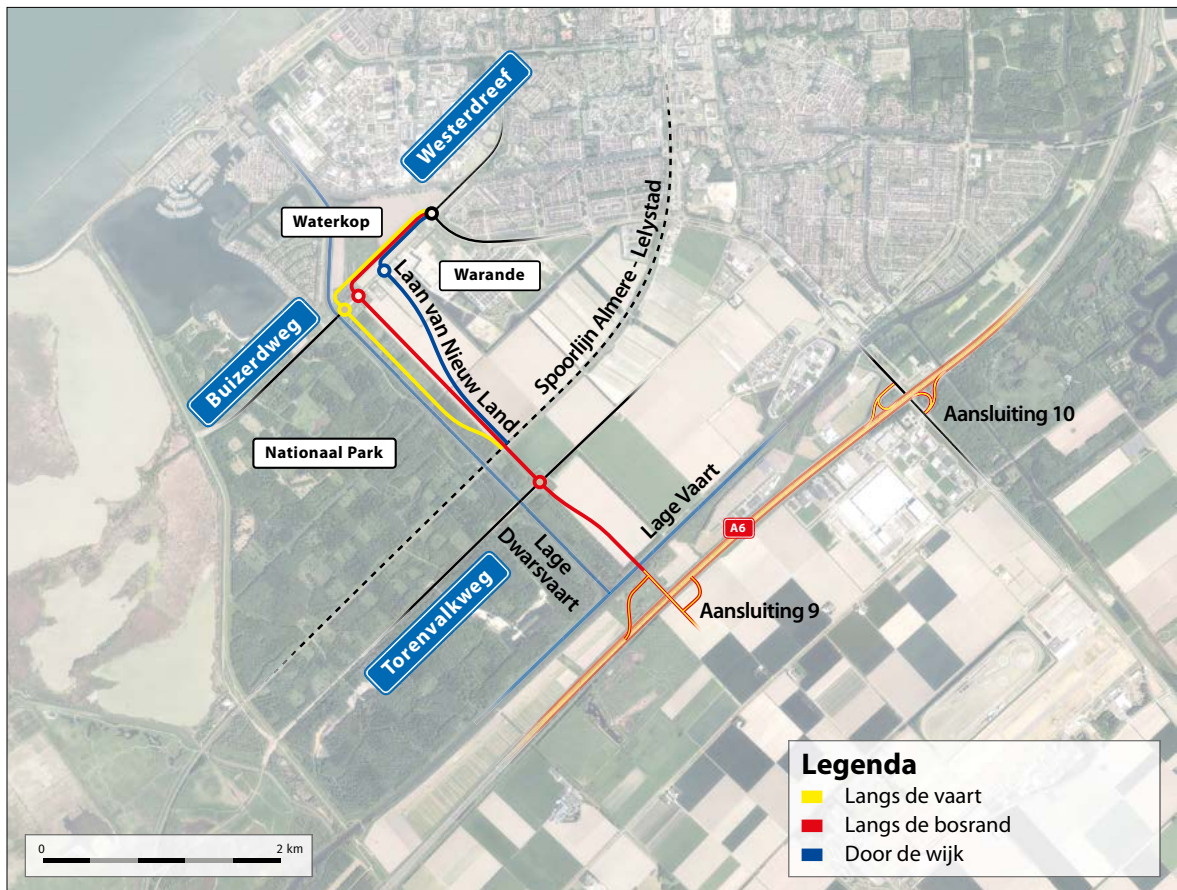 Westerdreef
Waterkop
Warande
Laan van Nieuw Land
Spoorlijn Almere - Lelystad
Buizerdweg
Nationaal Park
Aansluiting 10
Lage Vaart
A6
Lage
Dwarsvaart
Aansluiting 9
Torenvalkweg
Legenda
Langs de vaart
Langs de bosrand
Door de wijk
0 2 km